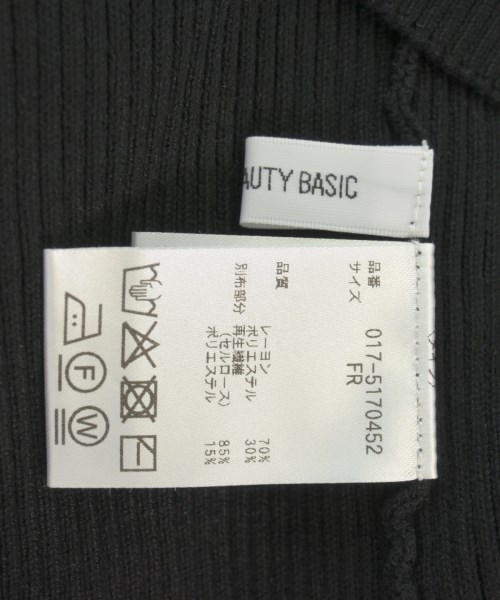 AUTY BASIC
品番 017-5170452
サイズ FR
品質
レーヨン 70%
ポリエステル 30%
別布部分
再生繊維 85%
(セルロース)
ポリエステル 15%
F
W